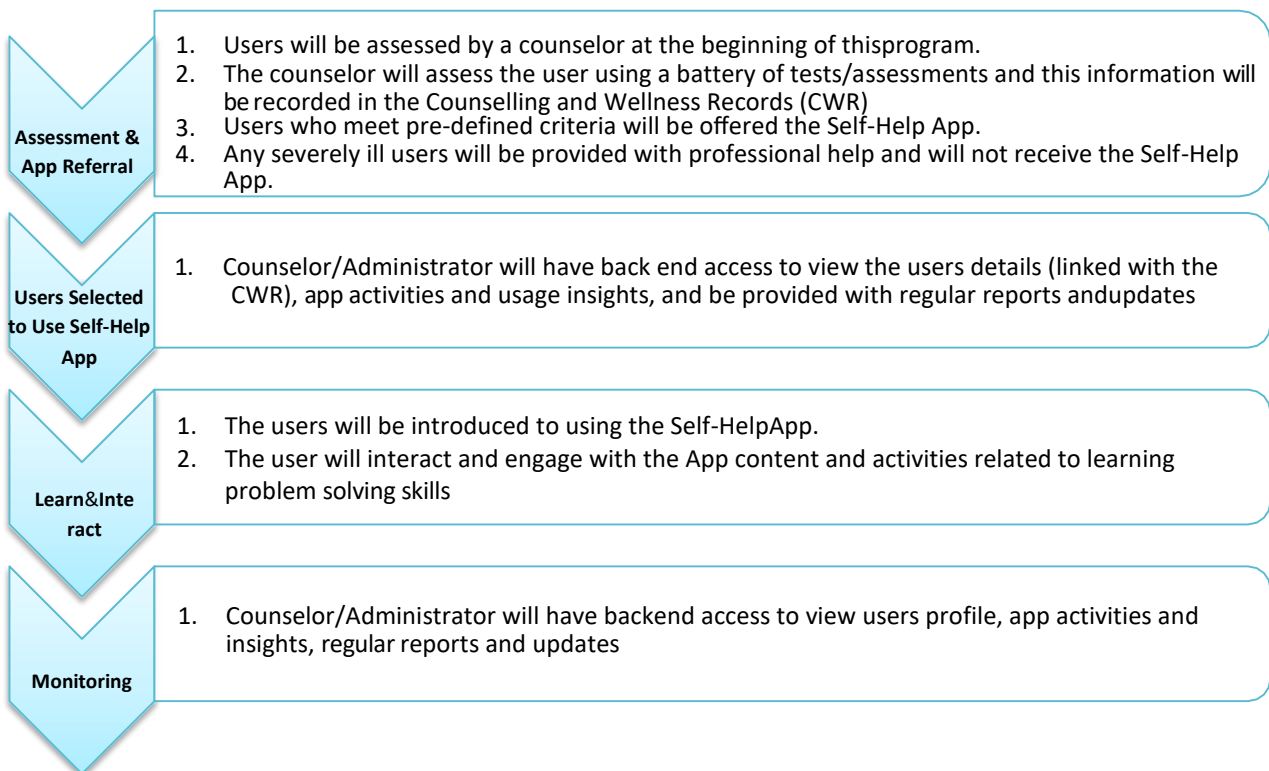 Assessment &
App Referral
1. Users will be assessed by a counselor at the beginning of thisprogram.
2. The counselor will assess the user using a battery of tests/assessments and this information will
be recorded in the Counselling and Wellness Records (CWR)
3. Users who meet pre-defined criteria will be offered the Self-Help App.
4. Any severely ill users will be provided with professional help and will not receive the Self-Help
App.
Users Selected
to Use Self-Help
App
1. Counselor/Administrator will have back end access to view the users details (linked with the
CWR), app activities and usage insights, and be provided with regular reports andupdates
Learn&Inte
ract
1. The users will be introduced to using the Self-HelpApp.
2. The user will interact and engage with the App content and activities related to learning
problem solving skills
Monitoring
1. Counselor/Administrator will have backend access to view users profile, app activities and
insights, regular reports and updates